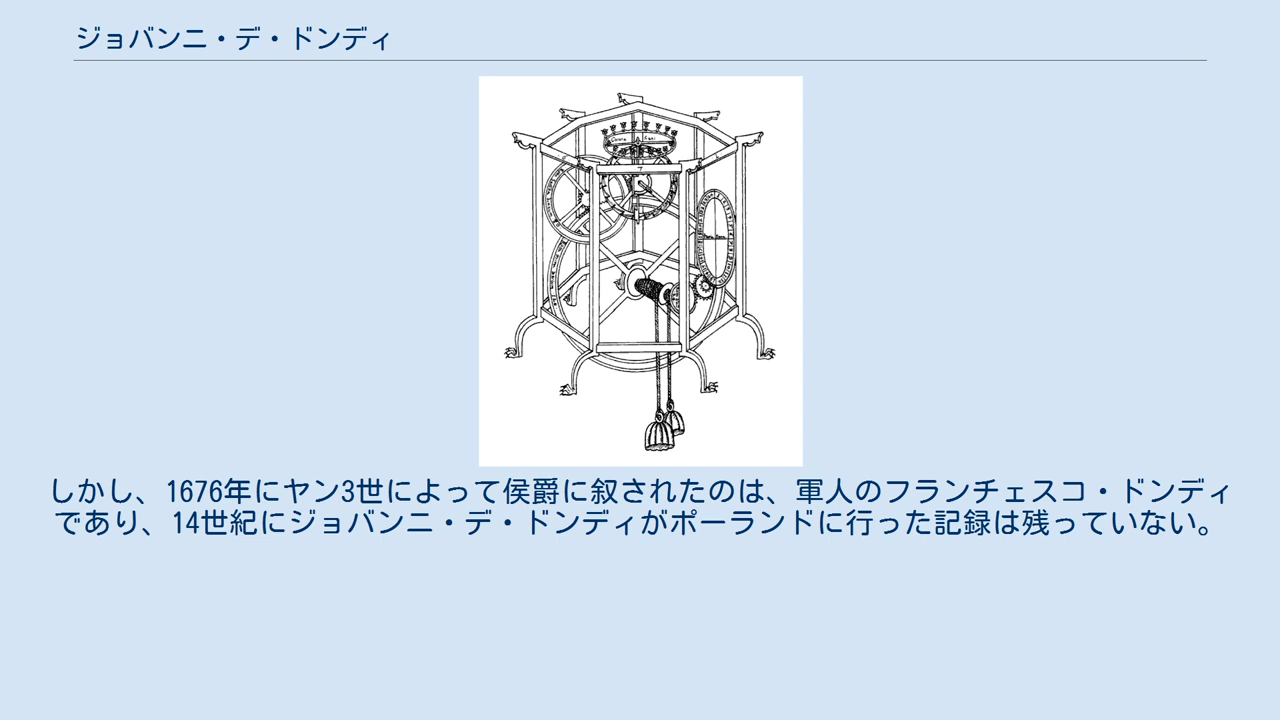 ジョバンニ・デ・ドンディ
しかし、1676年にヤン3世によって侯爵に叙されたのは、軍人のフランチェスコ・ドンディ
であり、14世紀にジョバンニ・デ・ドンディがポーランドに行った記録は残っていない。